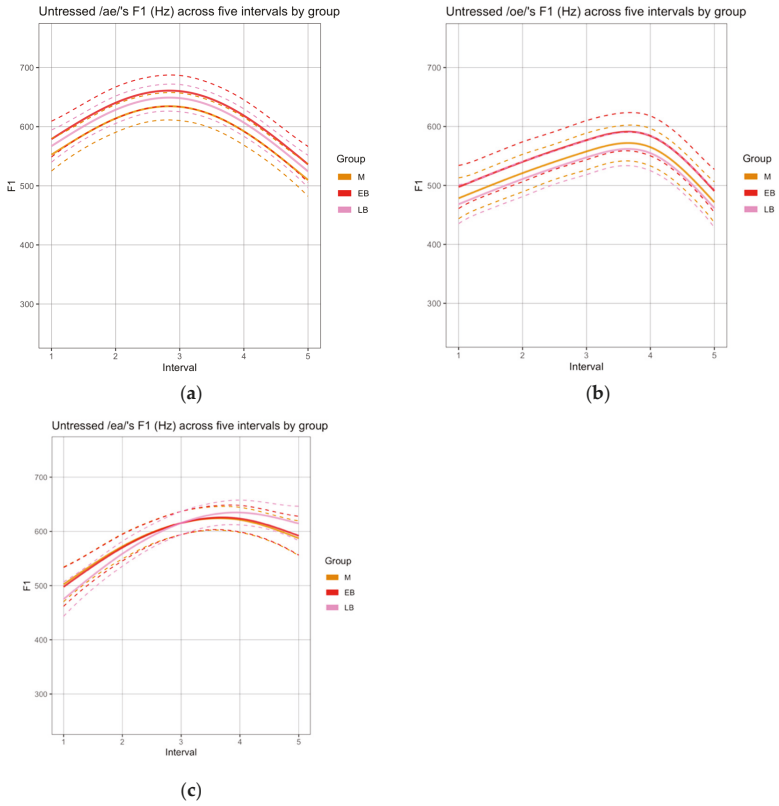 Untressed /ae/'s F1 (Hz) across five intervals by group
700
600
500
400
300
F1
1 2 3 4 5
Interval
Group
M
EB
LB
(a)
Untressed /oe/'s F1 (Hz) across five intervals by group
700
600
500
400
300
F1
1 2 3 4 5
Interval
Group
M
EB
LB
(b)
Untressed /ea/'s F1 (Hz) across five intervals by group
700
600
500
400
300
F1
1 2 3 4 5
Interval
Group
M
EB
LB
(c)